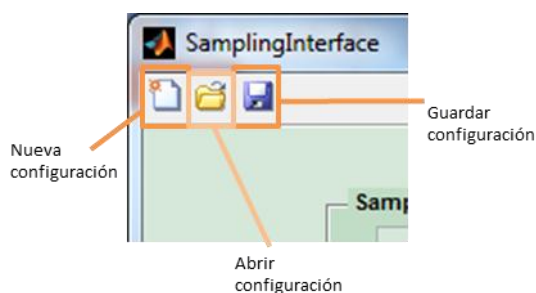 SamplingInterface
Guardar
configuración
Nueva
configuración
Samp
Abrir
configuración